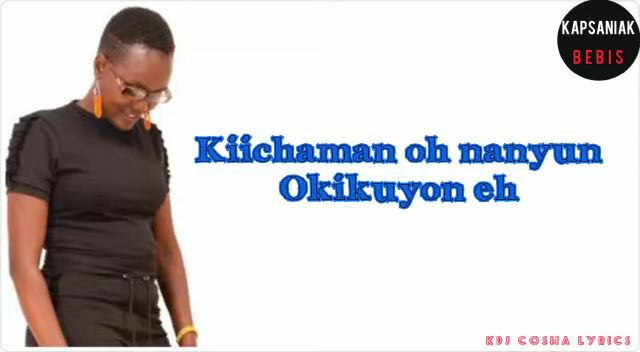 KAPSANIAK
BEBIS
Kiichaman oh nanyun
Okikuyon eh
KDJ COSHA LYRICS